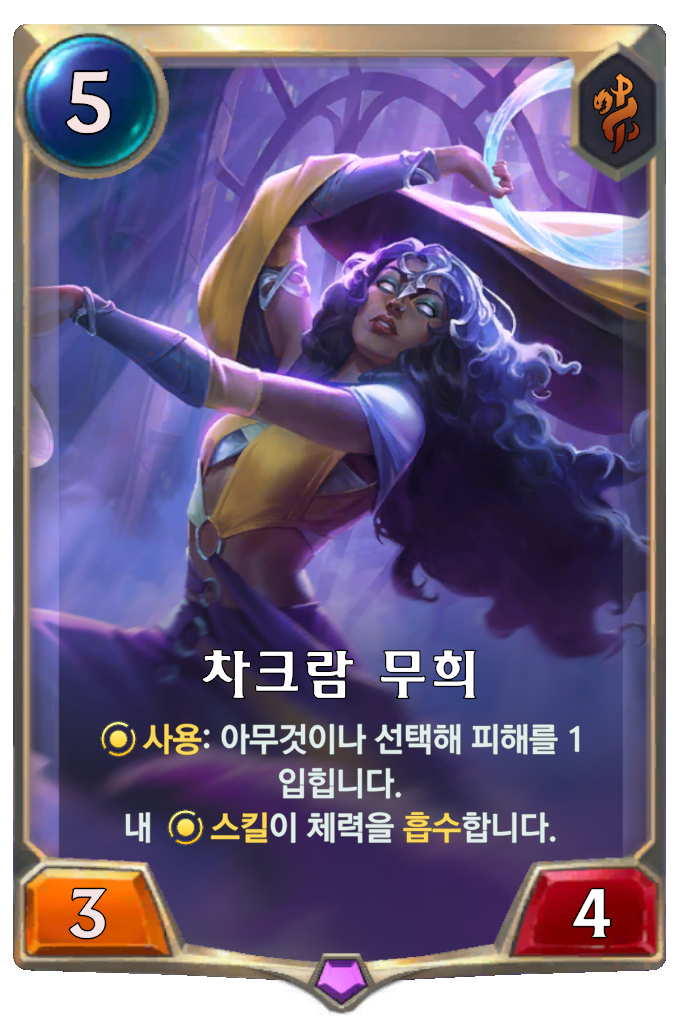 5
차크람 무희
사용: 아무것이나 선택해 피해를 1
입힙니다.
내 스킬이 체력을 흡수합니다.
3
4